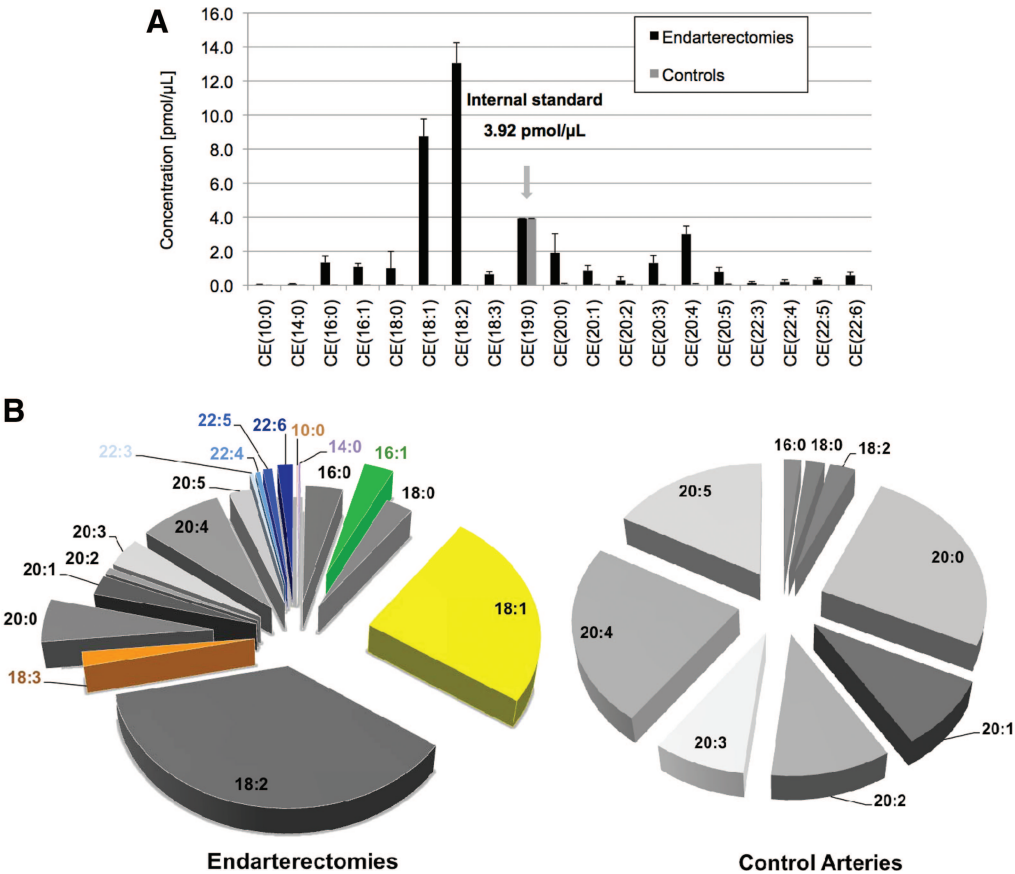 A
Concentration [pmol/µL]
16.0
14.0
12.0
10.0
8.0
6.0
4.0
2.0
0.0
Endarterectomies
Controls
Internal standard
3.92 pmol/µL
CE(10:0)
CE(14:0)
CE(16:0)
CE(16:1)
CE(18:0)
CE(18:1)
CE(18:2)
CE(18:3)
CE(19:0)
CE(20:0)
CE(20:1)
CE(20:2)
CE(20:3)
CE(20:4)
CE(20:5)
CE(22:3)
CE(22:4)
CE(22:5)
CE(22:6)
B
22:5
22:6
10:0
22:3
22:4
14:0
16:1
20:5
16:0
18:0
20:4
20:3
20:2
20:1
20:0
18:1
18:3
18:2
Endarterectomies
16:0
18:0
18:2
20:5
20:0
20:4
20:1
20:3
20:2
Control Arteries